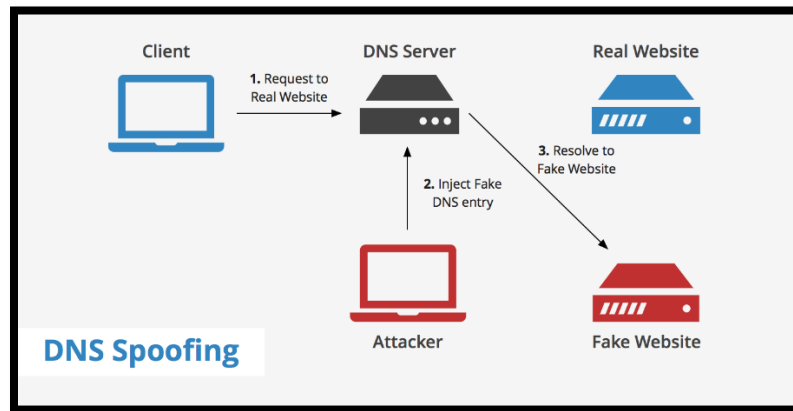 Client
DNS Server
Real Website
1. Request to
Real Website
3. Resolve to
Fake Website
2. Inject Fake
DNS entry
Attacker
Fake Website
DNS Spoofing